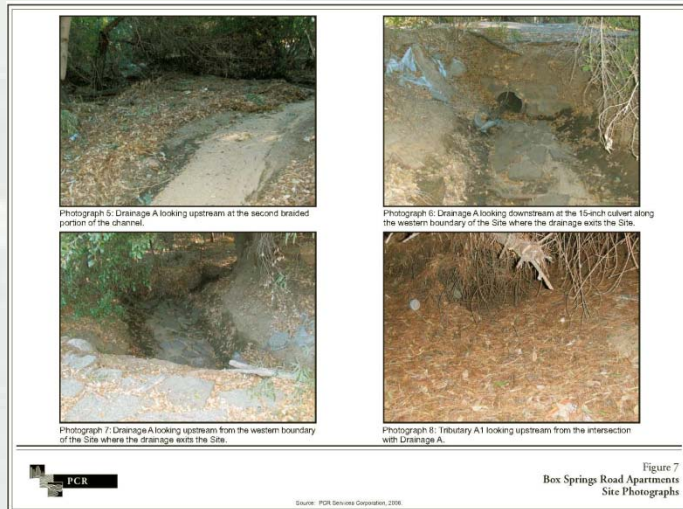 Photograph 5: Drainage A looking upstream at the second braided
portion of the channel.
Photograph 6: Drainage A looking downstream at the 15-inch culvert along
the western boundary of the Site where the drainage exits the Site.
Photograph 7: Drainage A looking upstream from the western boundary
of the Site where the drainage exits the Site.
Photograph 8: Tributary A1 looking upstream from the intersection
with Drainage A.
PCR
Figure 7
Box Springs Road Apartments
Site Photographs
Source: PCR Services Corporation, 2006.